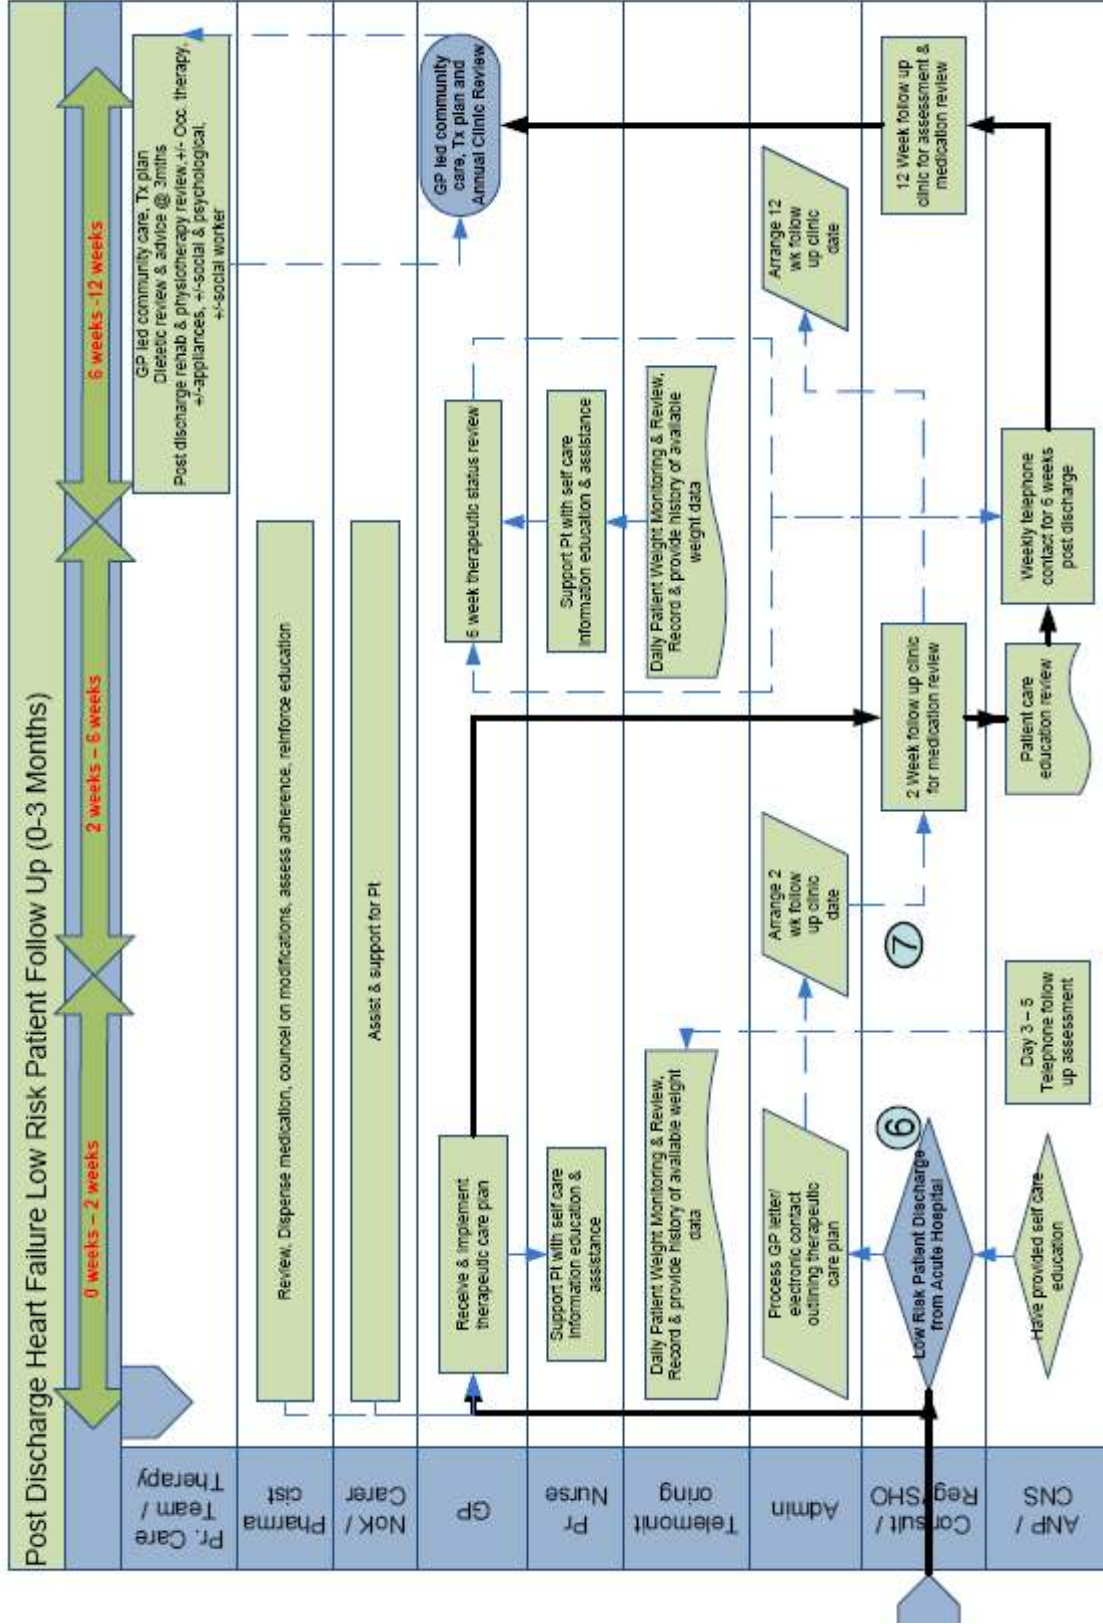 Post Discharge Heart Failure Low Risk Patient Follow Up (0-3 Months)
0 weeks – 2 weeks
2 weeks – 6 weeks
6 weeks -12 weeks
Pr. Care
Team /
Therapy
GP led community care, Tx plan
Dietetic review & advice @ 3mths
Post discharge rehab & physiotherapy review,+/- Occ. therapy,
+/-appliances, +/-social & psychological,
+/-social worker
Pharma
cist
Review, Dispense medication, councel on modifications, assess adherence, reinforce education
NoK /
Carer
Assist & support for Pt
GP
Receive & implement
therapeutic care plan
6 week therapeutic status review
GP led community
care, Tx plan and
Annual Clinic Review
Pr
Nurse
Support Pt with self care
information education &
assistance
Support Pt with self care
information education & assistance
Telemonit
oring
Daily Patient Weight Monitoring & Review,
Record & provide history of available weight
data
Daily Patient Weight Monitoring & Review,
Record & provide history of available
weight data
Admin
Process GP letter/
electronic contact
outlining therapeutic
care plan
Arrange 2
wk follow
up clinic
date
Arrange 12
wk follow
up clinic
date
Consult /
Reg/SHO
Low Risk Patient Discharge
from Acute Hospital
6
7
2 Week follow up clinic
for medication review
12 Week follow up
clinic for assessment &
medication review
ANP /
CNS
Have provided self care
education
Day 3 – 5
Telephone follow
up assessment
Patient care
education review
Weekly telephone
contact for 6 weeks
post discharge